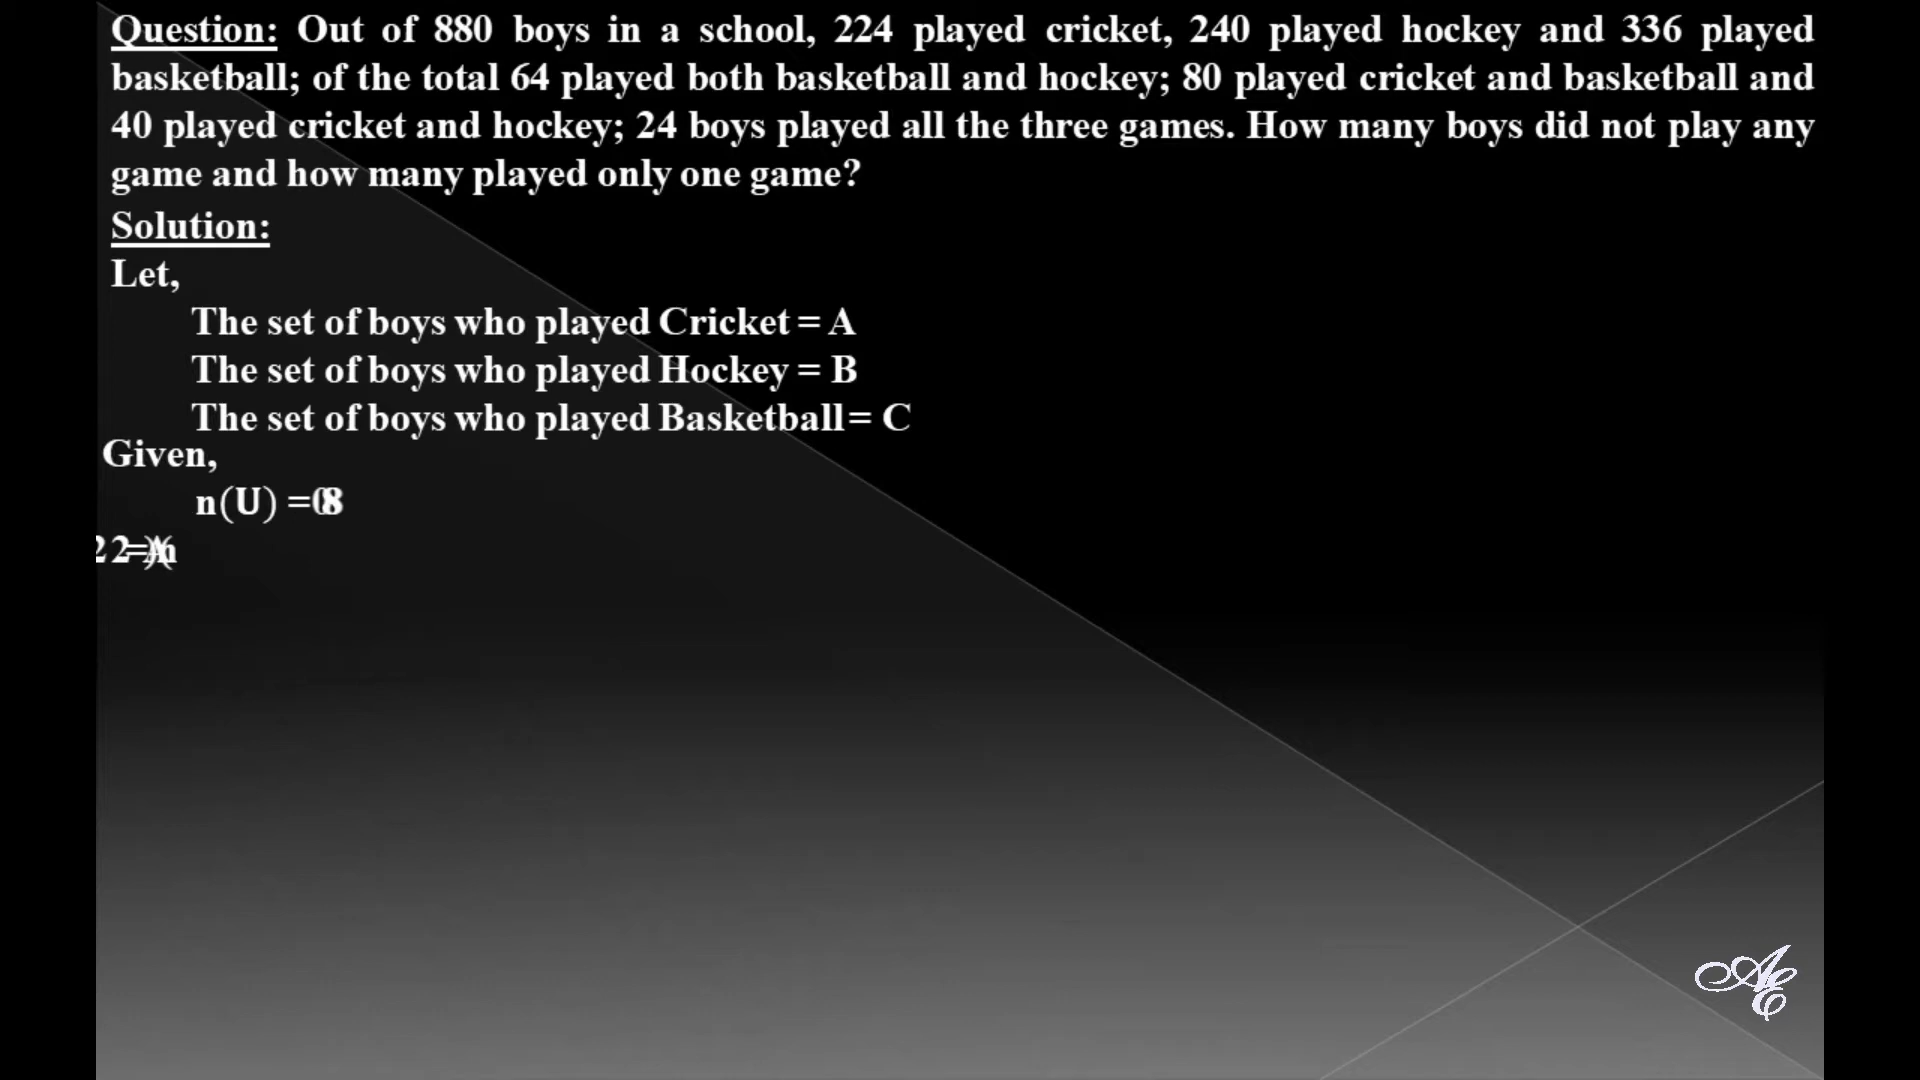 Question: Out of 880 boys in a school, 224 played cricket, 240 played hockey and 336 played
basketball; of the total 64 played both basketball and hockey; 80 played cricket and basketball and
40 played cricket and hockey; 24 boys played all the three games. How many boys did not play any
game and how many played only one game?
Solution:
Let,
The set of boys who played Cricket = A
The set of boys who played Hockey = B
The set of boys who played Basketball= C
Given,
n(U) =